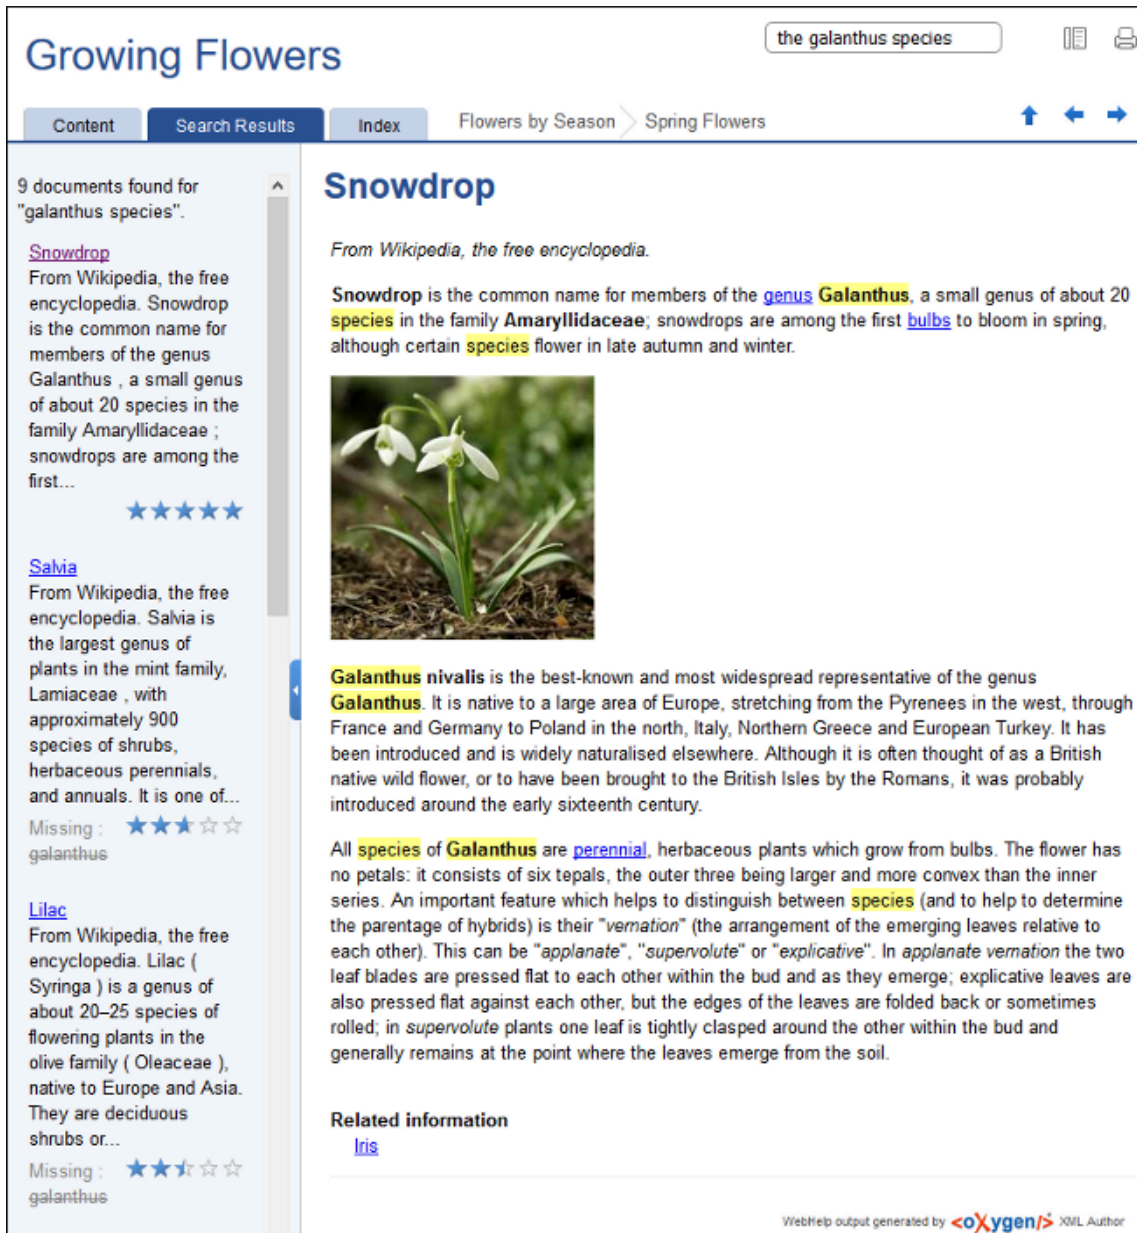 Growing Flowers
the galanthus species
Content
Search Results
Index
Flowers by Season
Spring Flowers
9 documents found for
"galanthus species".
Snowdrop
From Wikipedia, the free
encyclopedia. Snowdrop
is the common name for
members of the genus
Galanthus , a small genus
of about 20 species in the
family Amaryllidaceae ;
snowdrops are among the
first...
Salvia
From Wikipedia, the free
encyclopedia. Salvia is
the largest genus of
plants in the mint family,
Lamiaceae , with
approximately 900
species of shrubs,
herbaceous perennials,
and annuals. It is one of...
Missing :
galanthus
Lilac
From Wikipedia, the free
encyclopedia. Lilac (
Syringa ) is a genus of
about 20–25 species of
flowering plants in the
olive family ( Oleaceae ),
native to Europe and Asia.
They are deciduous
shrubs or...
Missing :
galanthus
Snowdrop
From Wikipedia, the free encyclopedia.
Snowdrop is the common name for members of the genus Galanthus, a small genus of about 20
species in the family Amaryllidaceae; snowdrops are among the first bulbs to bloom in spring,
although certain species flower in late autumn and winter.
Galanthus nivalis is the best-known and most widespread representative of the genus
Galanthus. It is native to a large area of Europe, stretching from the Pyrenees in the west, through
France and Germany to Poland in the north, Italy, Northern Greece and European Turkey. It has
been introduced and is widely naturalised elsewhere. Although it is often thought of as a British
native wild flower, or to have been brought to the British Isles by the Romans, it was probably
introduced around the early sixteenth century.
All species of Galanthus are perennial, herbaceous plants which grow from bulbs. The flower has
no petals: it consists of six tepals, the outer three being larger and more convex than the inner
series. An important feature which helps to distinguish between species (and to help to determine
the parentage of hybrids) is their "vernation" (the arrangement of the emerging leaves relative to
each other). This can be "applanate", "supervolute" or "explicative". In applanate vernation the two
leaf blades are pressed flat to each other within the bud and as they emerge; explicative leaves are
also pressed flat against each other, but the edges of the leaves are folded back or sometimes
rolled; in supervolute plants one leaf is tightly clasped around the other within the bud and
generally remains at the point where the leaves emerge from the soil.
Related information
Iris
WebHelp output generated by <oXygen/> XML Author